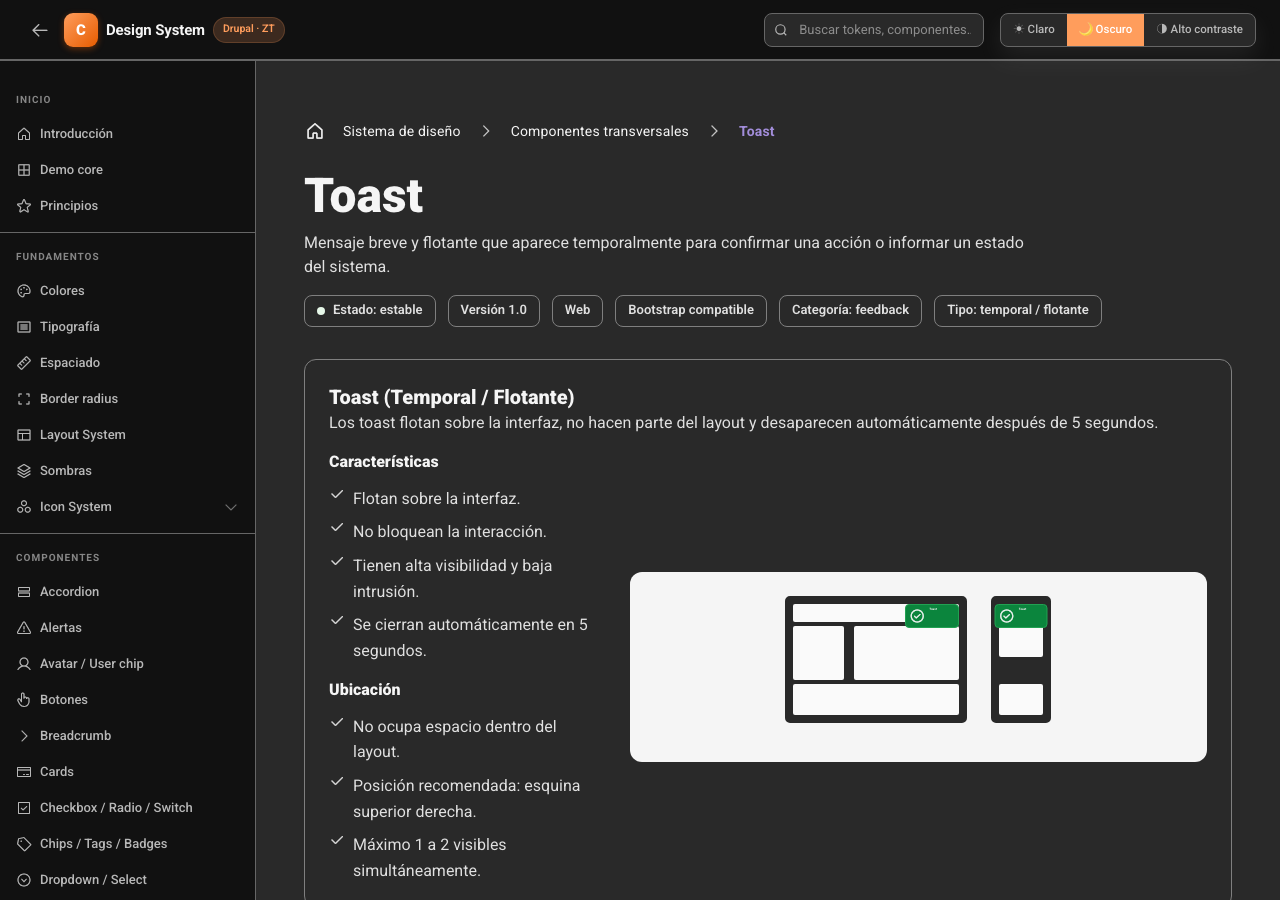 C Design System Drupal · ZT
Buscar tokens, componentes..
Claro Oscuro Alto contraste
INICIO
Introducción
Demo core
Principios
FUNDAMENTOS
Colores
Tipografía
Espaciado
Border radius
Layout System
Sombras
Icon System
COMPONENTES
Accordion
Alertas
Avatar / User chip
Botones
Breadcrumb
Cards
Checkbox / Radio / Switch
Chips / Tags / Badges
Dropdown / Select
Sistema de diseño Componentes transversales Toast
Toast
Mensaje breve y flotante que aparece temporalmente para confirmar una acción o informar un estado
del sistema.
Estado: estable Versión 1.0 Web Bootstrap compatible Categoría: feedback Tipo: temporal / flotante
Toast (Temporal / Flotante)
Los toast flotan sobre la interfaz, no hacen parte del layout y desaparecen automáticamente después de 5 segundos.
Características
Flotan sobre la interfaz.
No bloquean la interacción.
Tienen alta visibilidad y baja
intrusión.
Se cierran automáticamente en 5
segundos.
Ubicación
No ocupa espacio dentro del
layout.
Posición recomendada: esquina
superior derecha.
Máximo 1 a 2 visibles
simultáneamente.
Toast
Toast